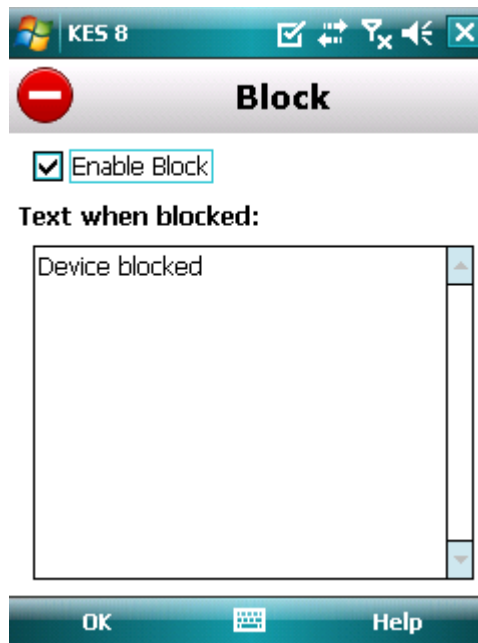 KES 8
Block
Enable Block
Text when blocked:
Device blocked
OK
Help